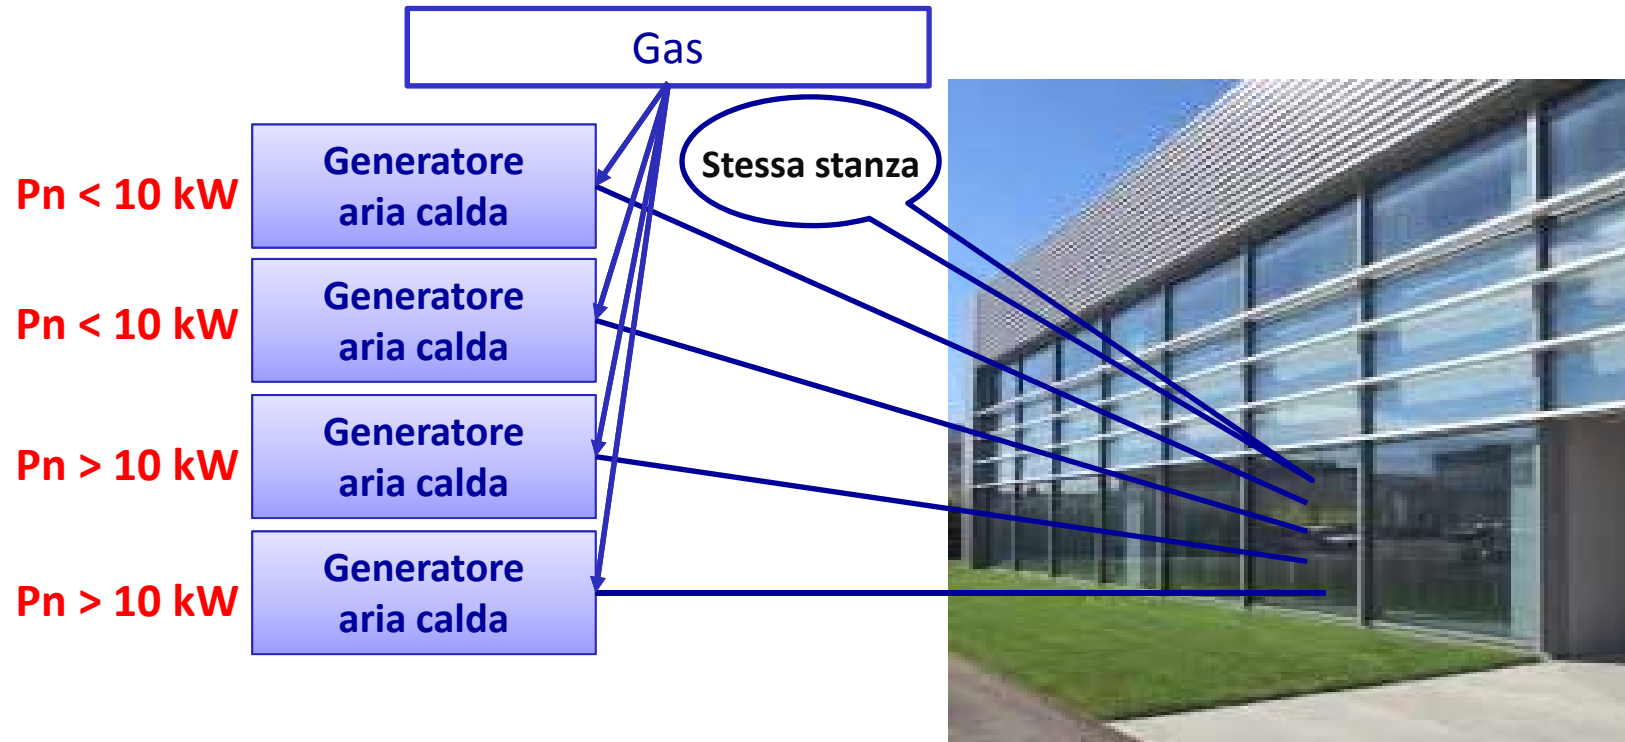 Gas
Stessa stanza
Pn < 10 kW
Generatore
aria calda
Pn < 10 kW
Generatore
aria calda
Pn > 10 kW
Generatore
aria calda
Pn > 10 kW
Generatore
aria calda